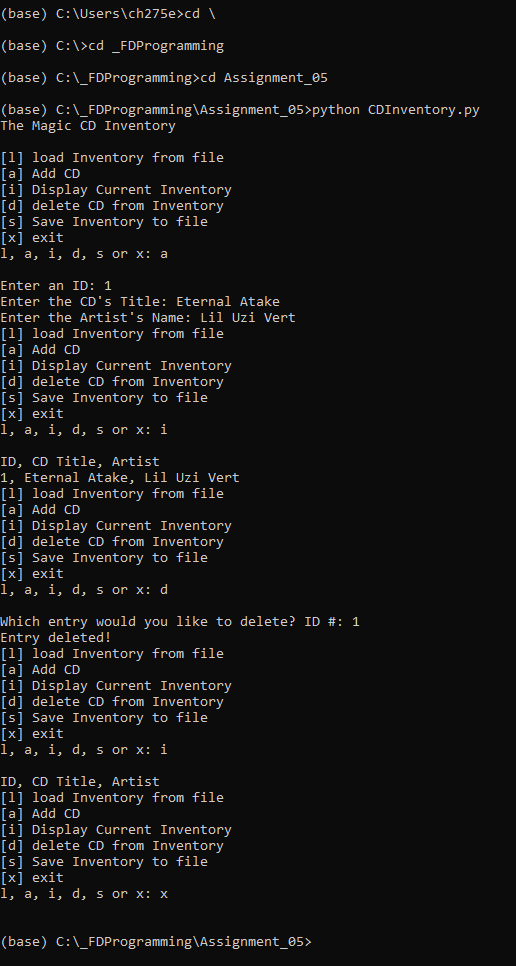 (base) C:\Users\ch275e>cd \
(base) C:\>cd _FDProgramming
(base) C:\_FDProgramming>cd Assignment_05
(base) C:\_FDProgramming\Assignment_05>python CDInventory.py
The Magic CD Inventory
[l] load Inventory from file
[a] Add CD
[i] Display Current Inventory
[d] delete CD from Inventory
[s] Save Inventory to file
[x] exit
l, a, i, d, s or x: a
Enter an ID: 1
Enter the CD's Title: Eternal Atake
Enter the Artist's Name: Lil Uzi Vert
[l] load Inventory from file
[a] Add CD
[i] Display Current Inventory
[d] delete CD from Inventory
[s] Save Inventory to file
[x] exit
l, a, i, d, s or x: i
ID, CD Title, Artist
1, Eternal Atake, Lil Uzi Vert
[l] load Inventory from file
[a] Add CD
[i] Display Current Inventory
[d] delete CD from Inventory
[s] Save Inventory to file
[x] exit
l, a, i, d, s or x: d
Which entry would you like to delete? ID #: 1
Entry deleted!
[l] load Inventory from file
[a] Add CD
[i] Display Current Inventory
[d] delete CD from Inventory
[s] Save Inventory to file
[x] exit
l, a, i, d, s or x: i
ID, CD Title, Artist
[l] load Inventory from file
[a] Add CD
[i] Display Current Inventory
[d] delete CD from Inventory
[s] Save Inventory to file
[x] exit
l, a, i, d, s or x: x
(base) C:\_FDProgramming\Assignment_05>